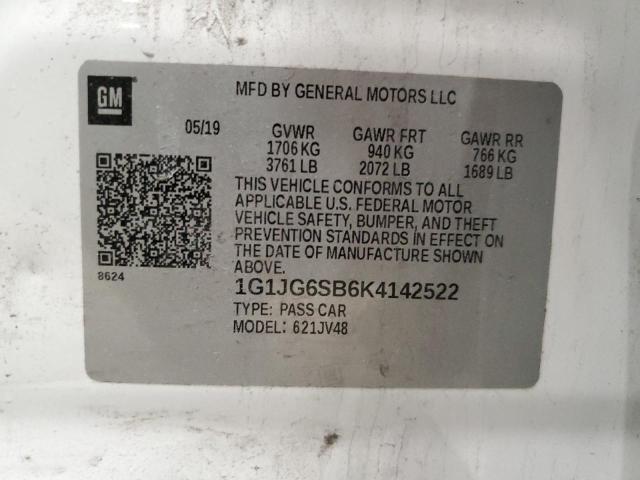 GM
MFD BY GENERAL MOTORS LLC
05/19 GVWR GAWR FRT GAWR RR
1706 KG 940 KG 766 KG
3761 LB 2072 LB 1689 LB
THIS VEHICLE CONFORMS TO ALL
APPLICABLE U.S. FEDERAL MOTOR
VEHICLE SAFETY, BUMPER, AND THEFT
PREVENTION STANDARDS IN EFFECT ON
THE DATE OF MANUFACTURE SHOWN
ABOVE.
8624
1G1JG6SB6K4142522
TYPE: PASS CAR
MODEL: 621JV48